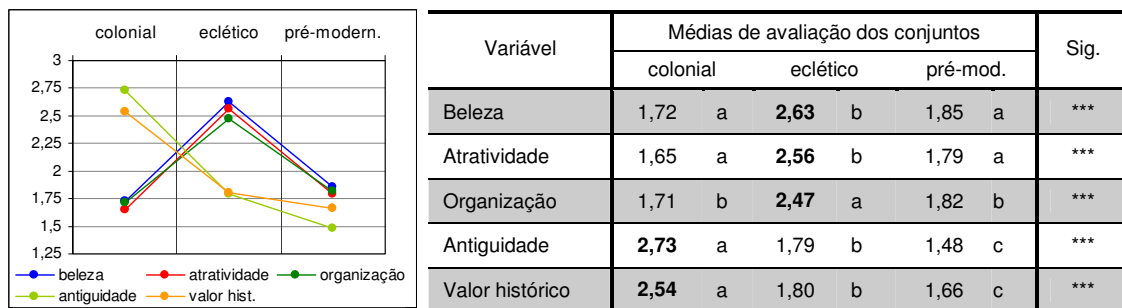 colonial eclético pré-modern.
3
2,75
2,5
2,25
2
1,75
1,5
1,25
beleza atratividade organização
antiguidade valor hist.
Variável Médias de avaliação dos conjuntos Sig.
colonial eclético pré-mod.
Beleza 1,72 a 2,63 b 1,85 a ***
Atratividade 1,65 a 2,56 b 1,79 a ***
Organização 1,71 b 2,47 a 1,82 b ***
Antiguidade 2,73 a 1,79 b 1,48 c ***
Valor histórico 2,54 a 1,80 b 1,66 c ***